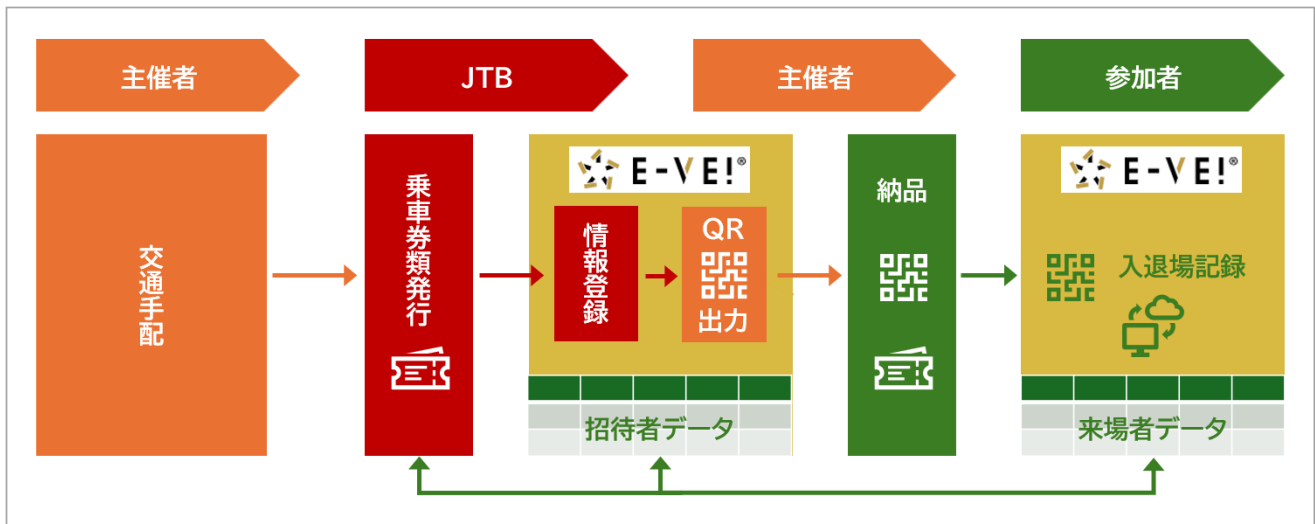 主催者
JTB
主催者
参加者
交通手配
乗車券類発行
E-VE!®
情報登録
QR
出力
招待者データ
納品
E-VE!®
入退場記録
来場者データ